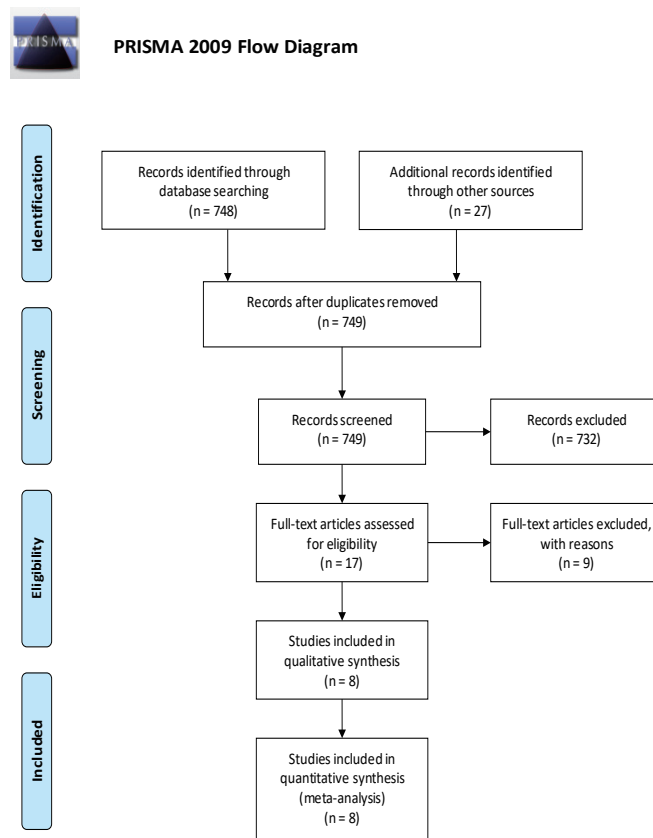 PRISMA
PRISMA 2009 Flow Diagram
Identification
Records identified through
database searching
(n = 748)
Additional records identified
through other sources
(n = 27)
Records after duplicates removed
(n = 749)
Screening
Records screened
(n = 749)
Records excluded
(n = 732)
Eligibility
Full-text articles assessed
for eligibility
(n = 17)
Full-text articles excluded,
with reasons
(n = 9)
Studies included in
qualitative synthesis
(n = 8)
Included
Studies included in
quantitative synthesis
(meta-analysis)
(n = 8)